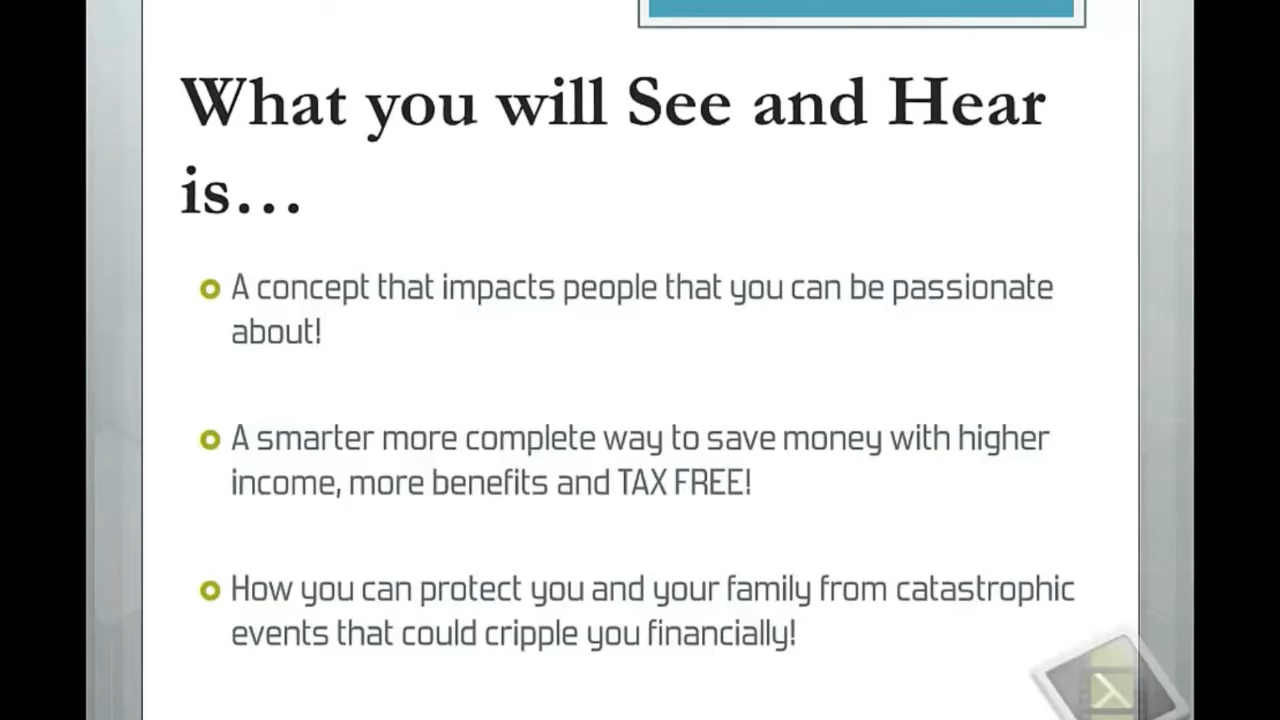 What you will See and Hear
is…
A concept that impacts people that you can be passionate
about!
A smarter more complete way to save money with higher
income, more benefits and TAX FREE!
How you can protect you and your family from catastrophic
events that could cripple you financially!